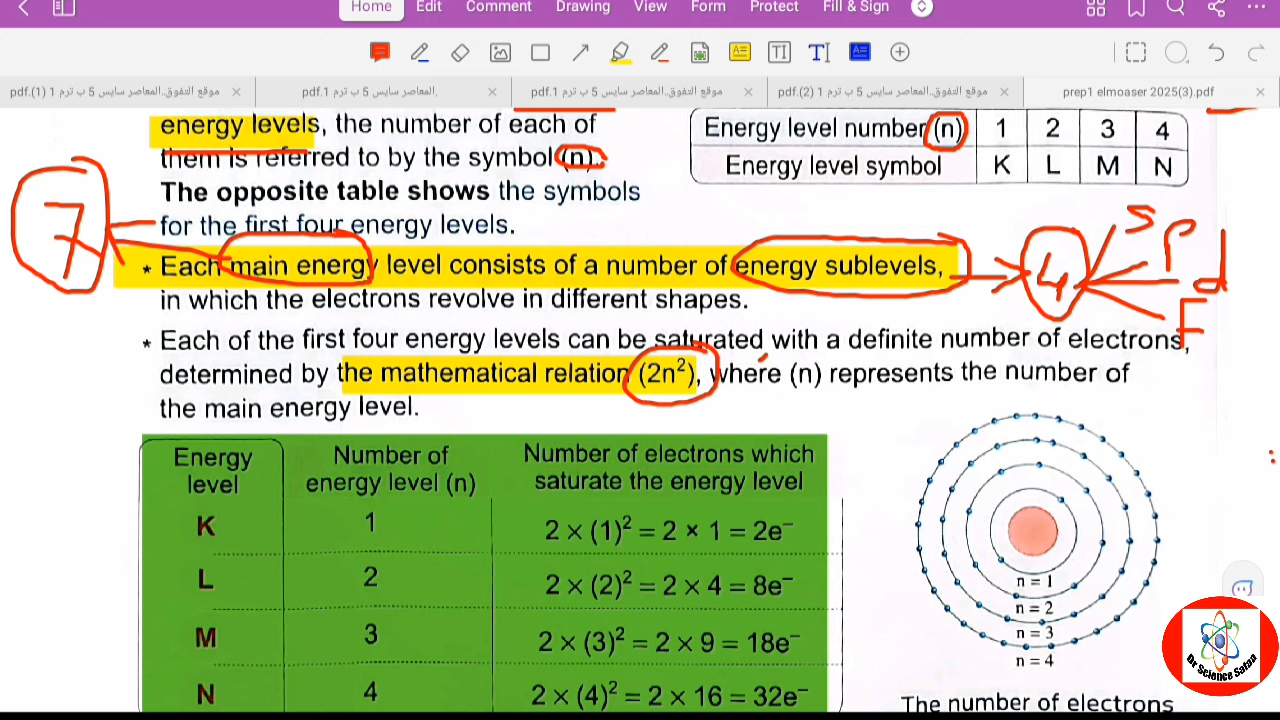 Home Edit Comment Drawing View Form Protect Fill & Sign
موقع التفوق.المعاصر ساينس 5 ب ترم 1 (1).pdf
المعاصر ساينس 5 ب ترم 1.pdf
موقع التفوق.المعاصر ساينس 5 ب ترم 1.pdf
موقع التفوق.المعاصر ساينس 5 ب ترم 1 (2).pdf
prep1 elmoaser 2025(3).pdf
energy levels, the number of each of
them is referred to by the symbol (n).
The opposite table shows the symbols
for the first four energy levels.
Energy level number (n) 1 2 3 4
Energy level symbol K L M N
7
* Each main energy level consists of a number of energy sublevels,
in which the electrons revolve in different shapes.
4 s p d F
* Each of the first four energy levels can be saturated with a definite number of electrons,
determined by the mathematical relation (2n²), where (n) represents the number of
the main energy level.
Energy level Number of energy level (n) Number of electrons which saturate the energy level
K 1 2 × (1)² = 2 × 1 = 2e⁻
L 2 2 × (2)² = 2 × 4 = 8e⁻
M 3 2 × (3)² = 2 × 9 = 18e⁻
N 4 2 × (4)² = 2 × 16 = 32e⁻
n = 1
n = 2
n = 3
n = 4
The number of electrons
Dr Science Safaa